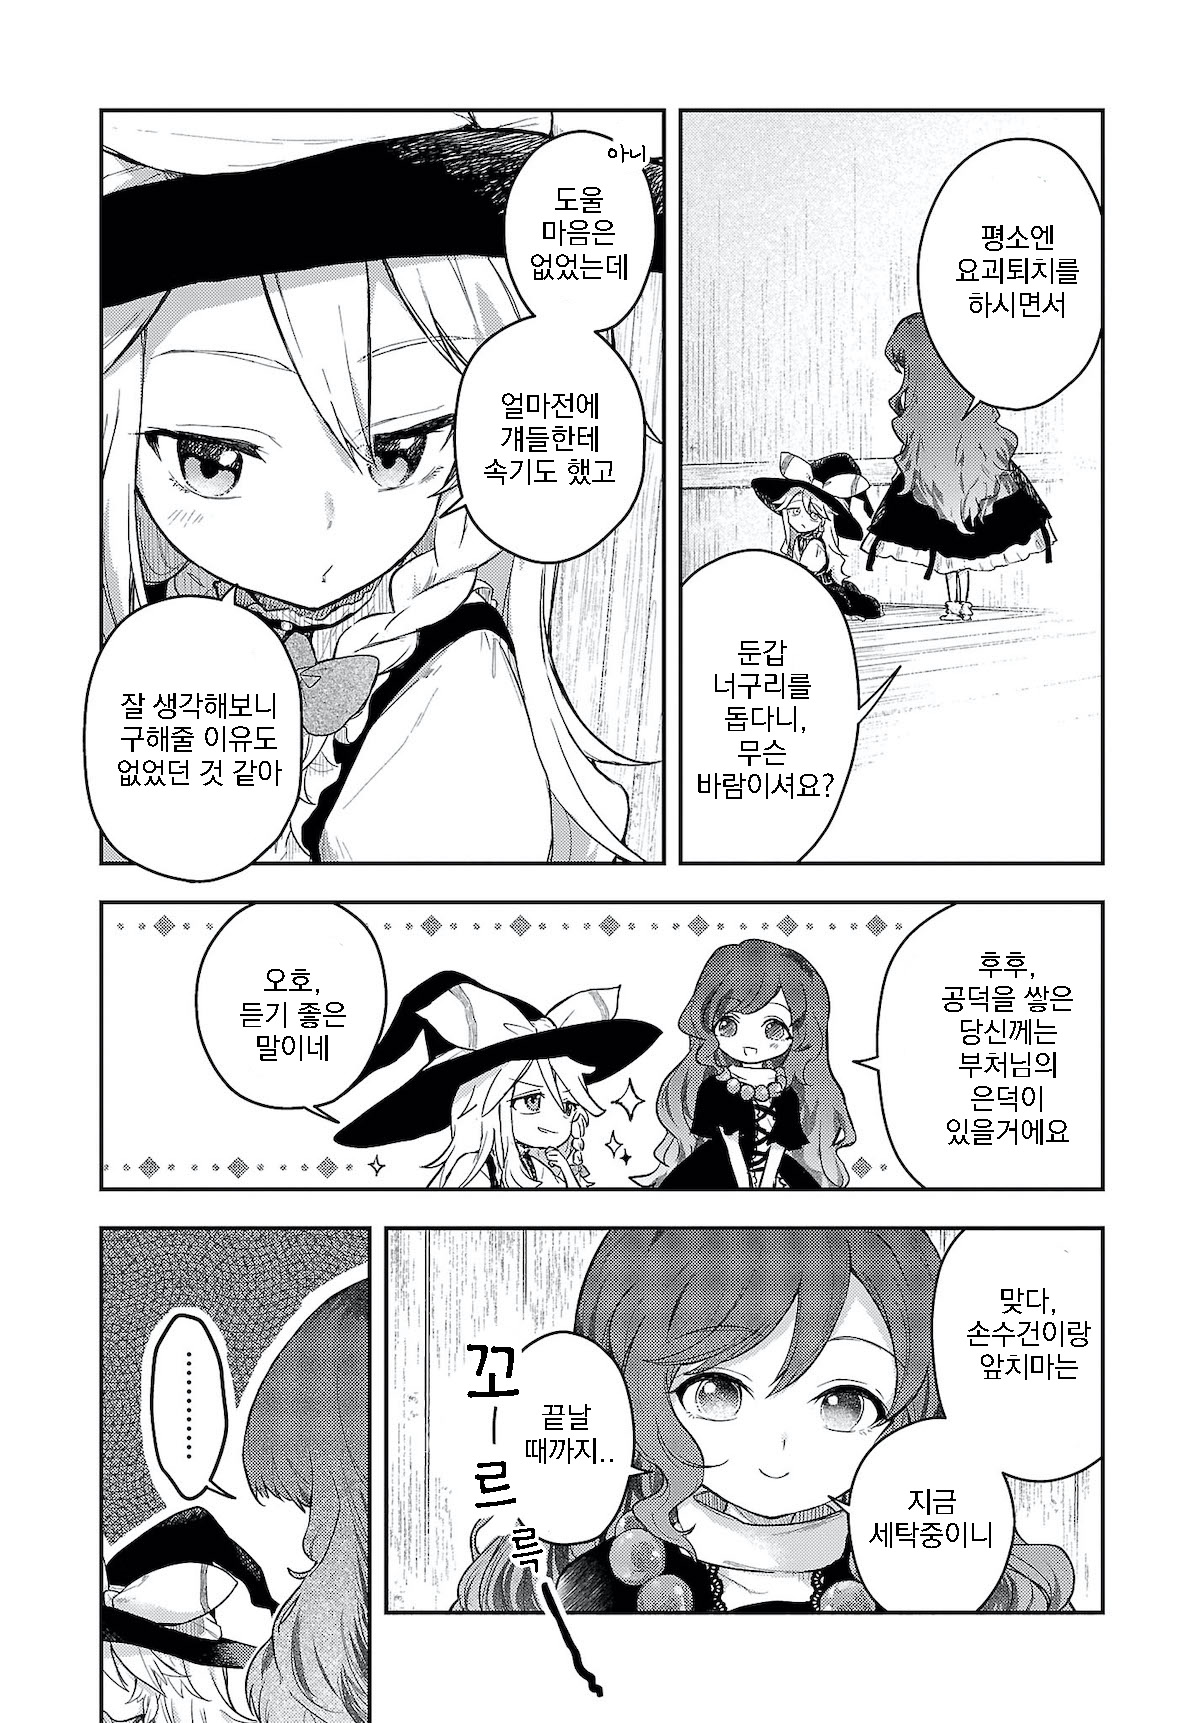 평소엔
요괴퇴치를
하시면서
둔갑
너구리를
돕다니,
무슨
바람이셔요?
아니
도울
마음은
없었는데
얼마전에
걔들한테
속기도 했고
잘 생각해보니
구해줄 이유도
없었던 것 같아
후후,
공덕을 쌓은
당신께는
부처님의
은덕이
있을거에요
오호,
듣기 좋은
말이네
맞다,
손수건이랑
앞치마는
지금
세탁중이니
끝날
때까지..
꼬ー르륵
………